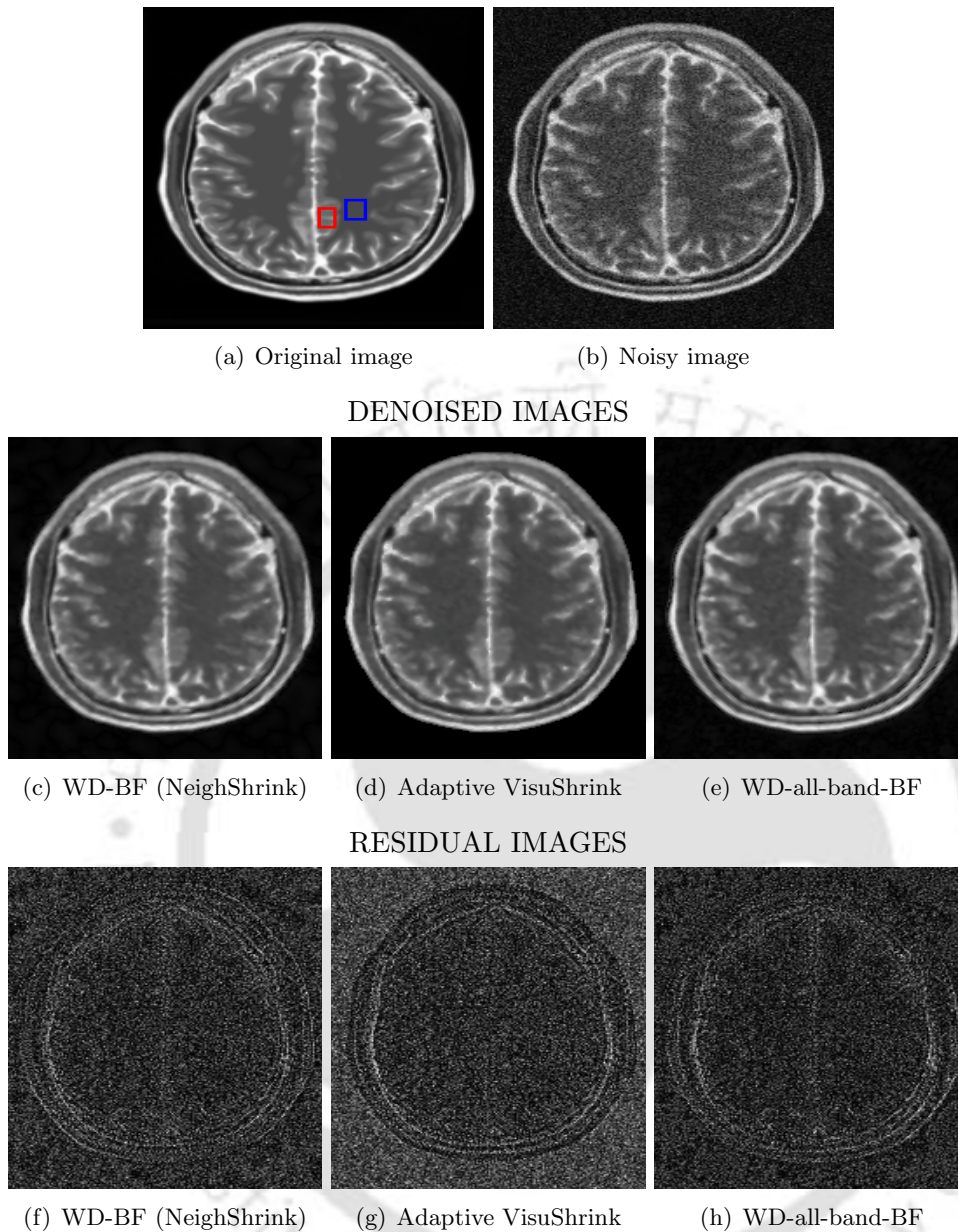 (a) Original image
(b) Noisy image
DENOISED IMAGES
(c) WD-BF (NeighShrink)
(d) Adaptive VisuShrink
(e) WD-all-band-BF
RESIDUAL IMAGES
(f) WD-BF (NeighShrink)
(g) Adaptive VisuShrink
(h) WD-all-band-BF